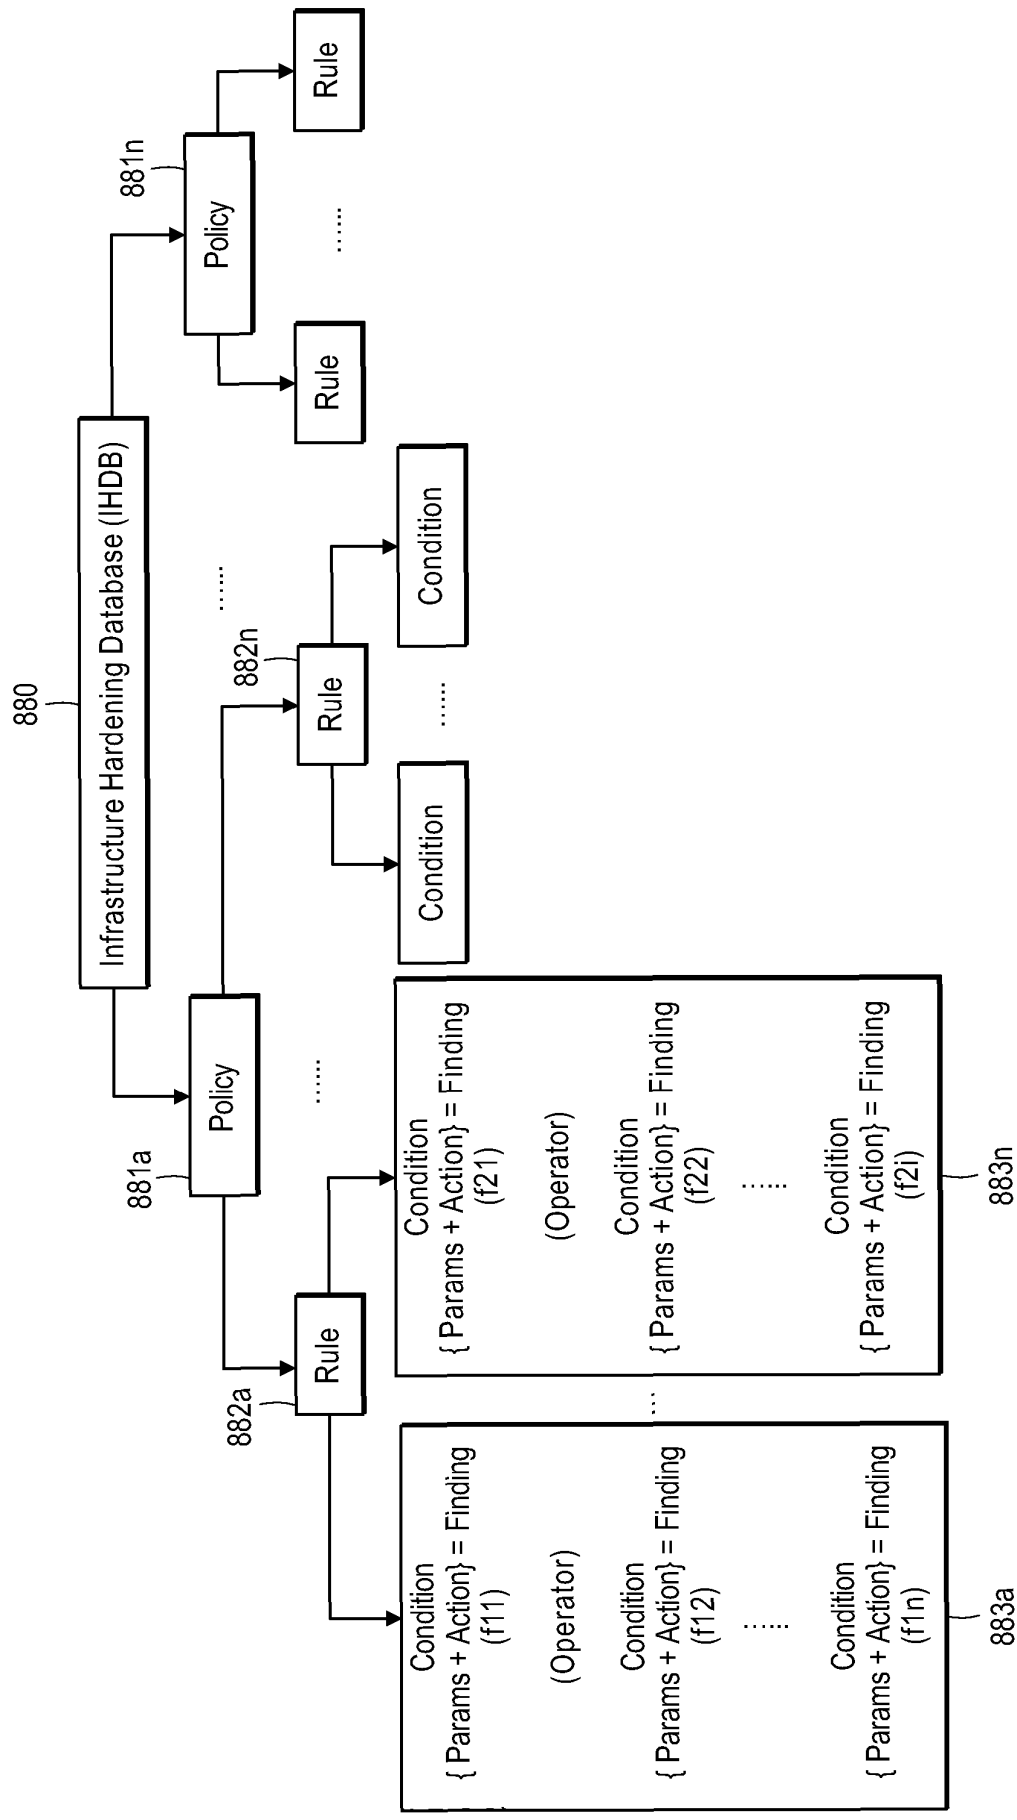 880
Infrastructure Hardening Database (IHDB)
881a
Policy
......
881n
Policy
882a
Rule
......
882n
Rule
Rule
......
Rule
Condition
{ Params + Action} = Finding
(f11)
(Operator)
Condition
{ Params + Action} = Finding
(f12)
......
Condition
{ Params + Action} = Finding
(f1n)
883a
...
Condition
{ Params + Action} = Finding
(f21)
(Operator)
Condition
{ Params + Action} = Finding
(f22)
......
Condition
{ Params + Action} = Finding
(f2i)
883n
Condition
......
Condition